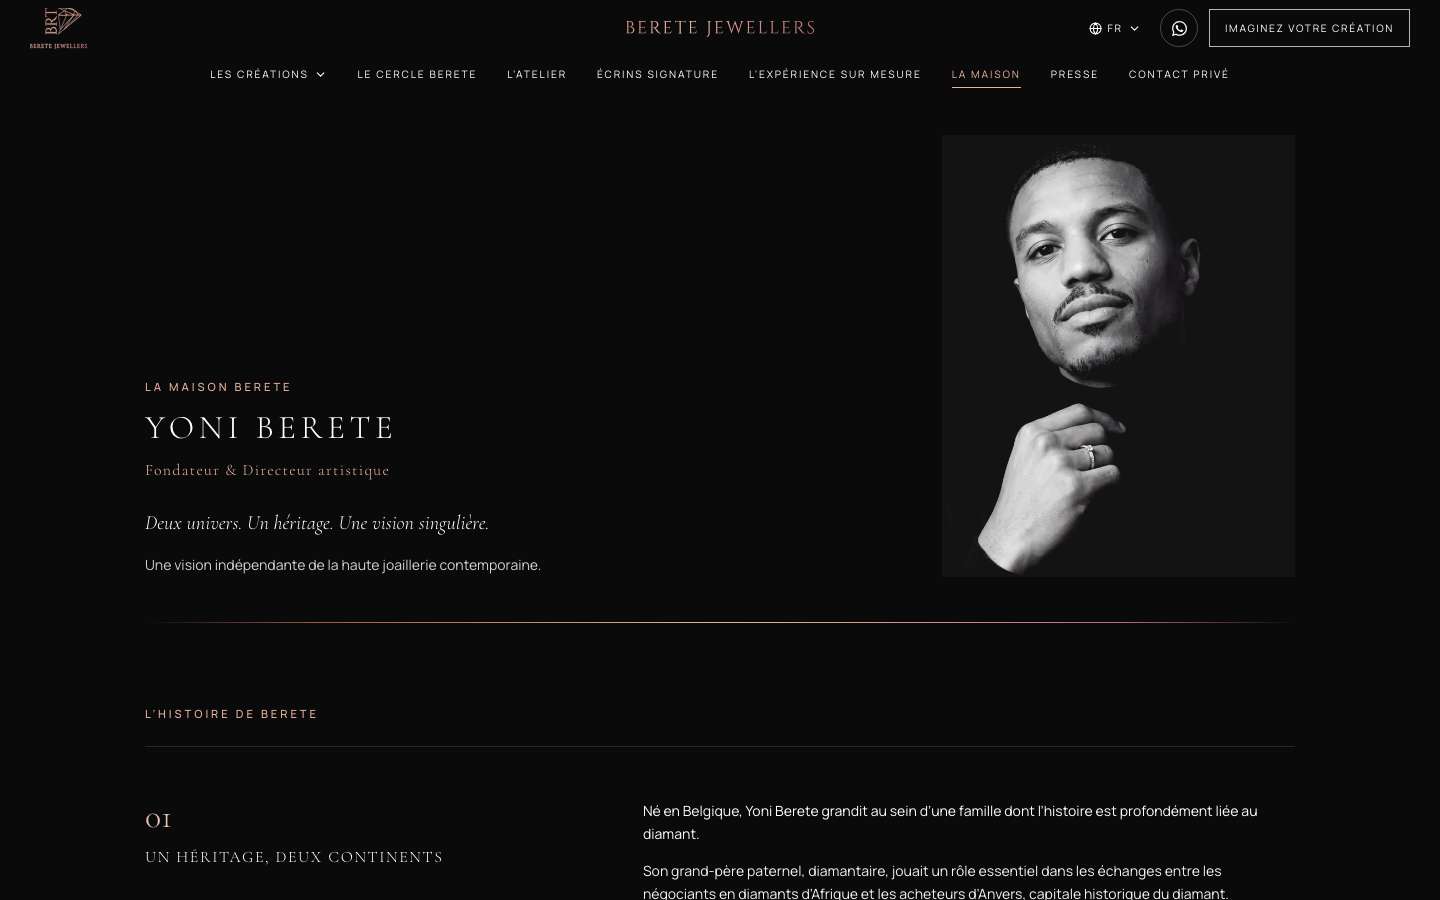 BRT
BERETE JEWELLERS
BERETE JEWELLERS
FR
IMAGINEZ VOTRE CRÉATION
LES CRÉATIONS
LE CERCLE BERETE
L'ATELIER
ÉCRINS SIGNATURE
L'EXPÉRIENCE SUR MESURE
LA MAISON
PRESSE
CONTACT PRIVÉ
LA MAISON BERETE
YONI BERETE
Fondateur & Directeur artistique
Deux univers. Un héritage. Une vision singulière.
Une vision indépendante de la haute joaillerie contemporaine.
L'HISTOIRE DE BERETE
01
UN HÉRITAGE, DEUX CONTINENTS
Né en Belgique, Yoni Berete grandit au sein d'une famille dont l'histoire est profondément liée au
diamant.
Son grand-père paternel, diamantaire, jouait un rôle essentiel dans les échanges entre les
négociants en diamants d'Afrique et les acheteurs d'Anvers, capitale historique du diamant.